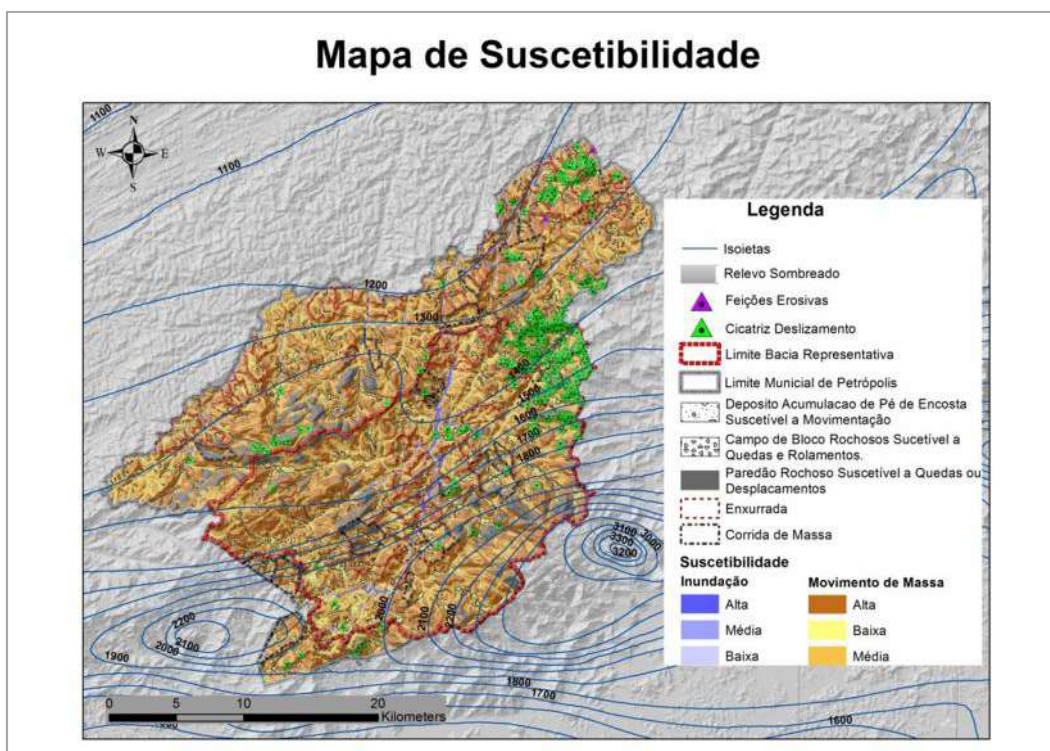 Mapa de Suscetibilidade
1100
N
W E
S
1100
1200
1300
1500
1600
1700
1800
3100 3000
3300
3200
2000
2100
2200
2200
2100
2000
1900
1800
1700
1600
0 5 10 20
Kilometers
Legenda
Isoietas
Relevo Sombreado
Feições Erosivas
Cicatriz Deslizamento
Limite Bacia Representativa
Limite Municial de Petrópolis
Deposito Acumulacao de Pé de Encosta
Suscetível a Movimentação
Campo de Bloco Rochosos Sucetível a
Quedas e Rolamentos.
Paredão Rochoso Suscetível a Quedas ou
Desplacamentos
Enxurrada
Corrida de Massa
Suscetibilidade
Inundação Movimento de Massa
Alta Alta
Média Baixa
Baixa Média